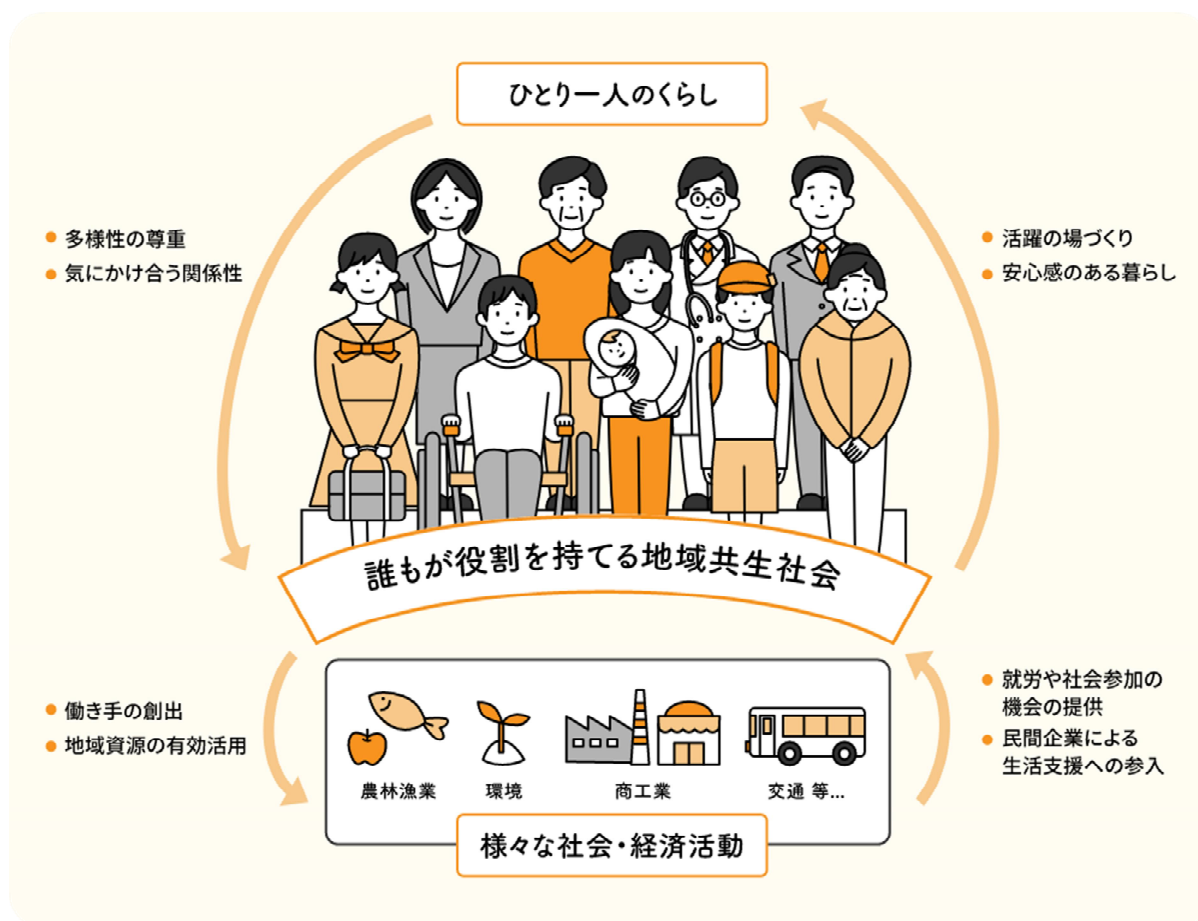 ひとり一人のくらし
多様性の尊重
気にかけ合う関係性
活躍の場づくり
安心感のある暮らし
誰もが役割を持てる地域共生社会
働き手の創出
地域資源の有効活用
就労や社会参加の
機会の提供
民間企業による
生活支援への参入
農林漁業
環境
商工業
交通 等...
様々な社会・経済活動